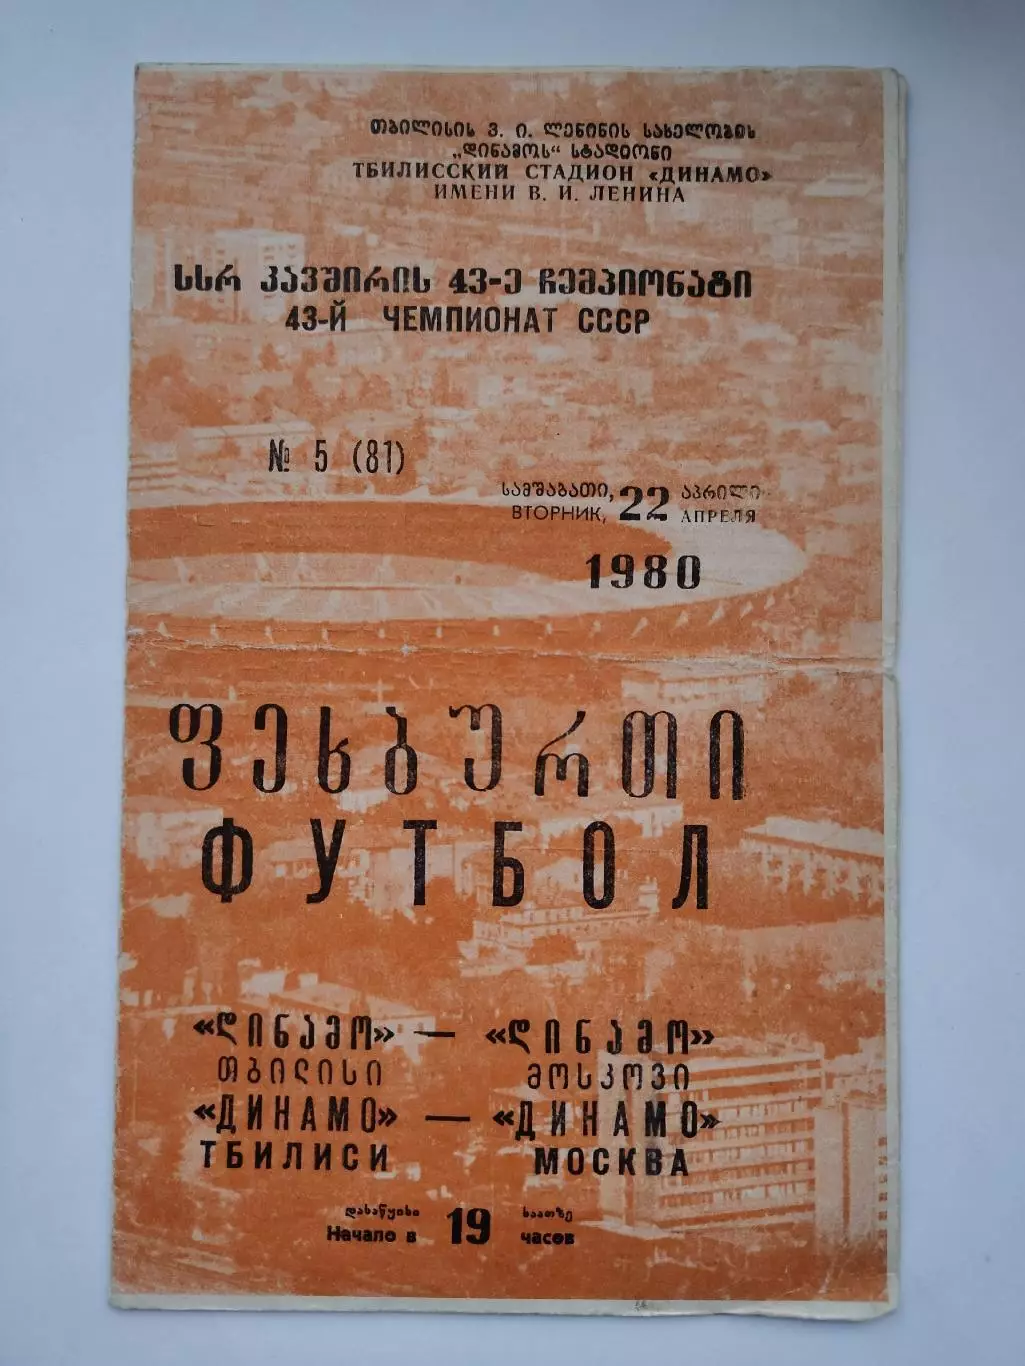 თბილისის ვ. ი. ლენინის სახელობის
„დინამოს“ სტადიონი
ТБИЛИССКИЙ СТАДИОН «ДИНАМО»
ИМЕНИ В. И. ЛЕНИНА
სსრ კავშირის 43-ე ჩემპიონატი
43-Й ЧЕМПИОНАТ СССР
№ 5 (81)
სამშაბათი, 22 აპრილი
ВТОРНИК, АПРЕЛЯ
1980
ფეხბურთი
ФУТБОЛ
«დინამო» — «დინამო»
თბილისი მოსკოვი
«ДИНАМО» — «ДИНАМО»
ТБИЛИСИ МОСКВА
დასაწყისი 19 საათზე
Начало в часов